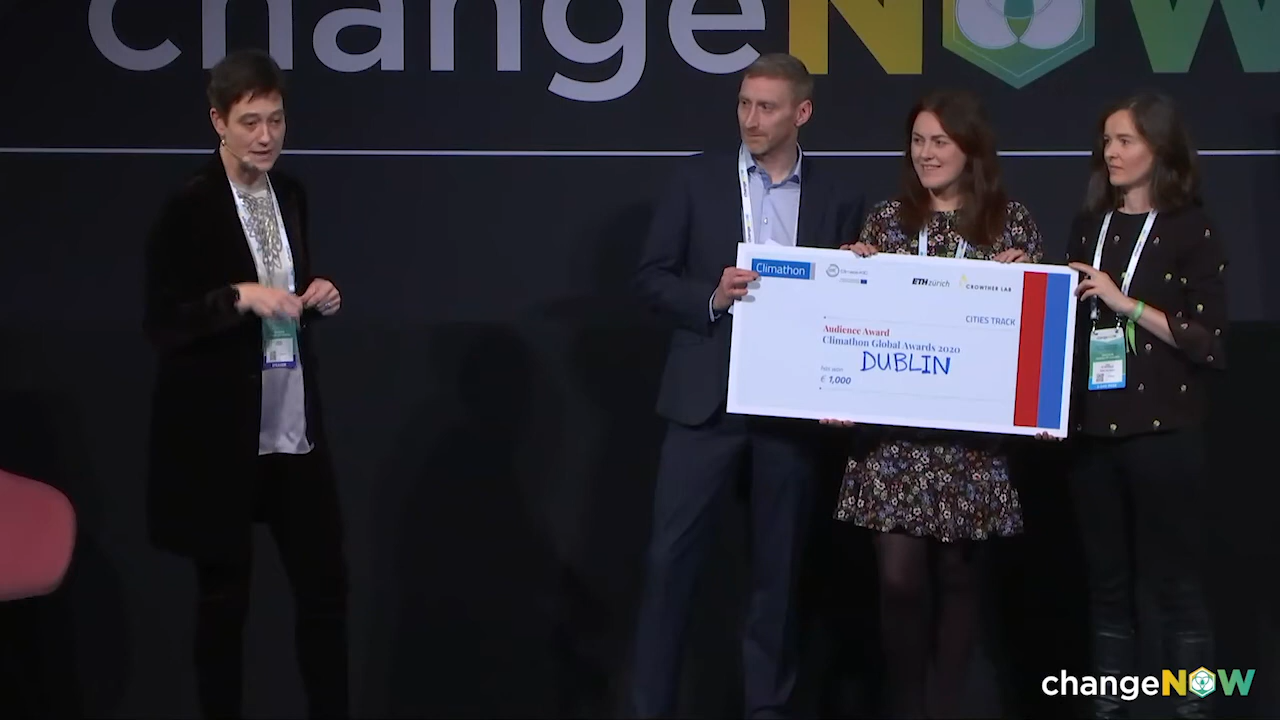 changeNOW
Climathon
ETH zürich
CROWTHER LAB
CITIES TRACK
Audience Award
Climathon Global Awards 2020
DUBLIN
€ 1,000
changeNOW